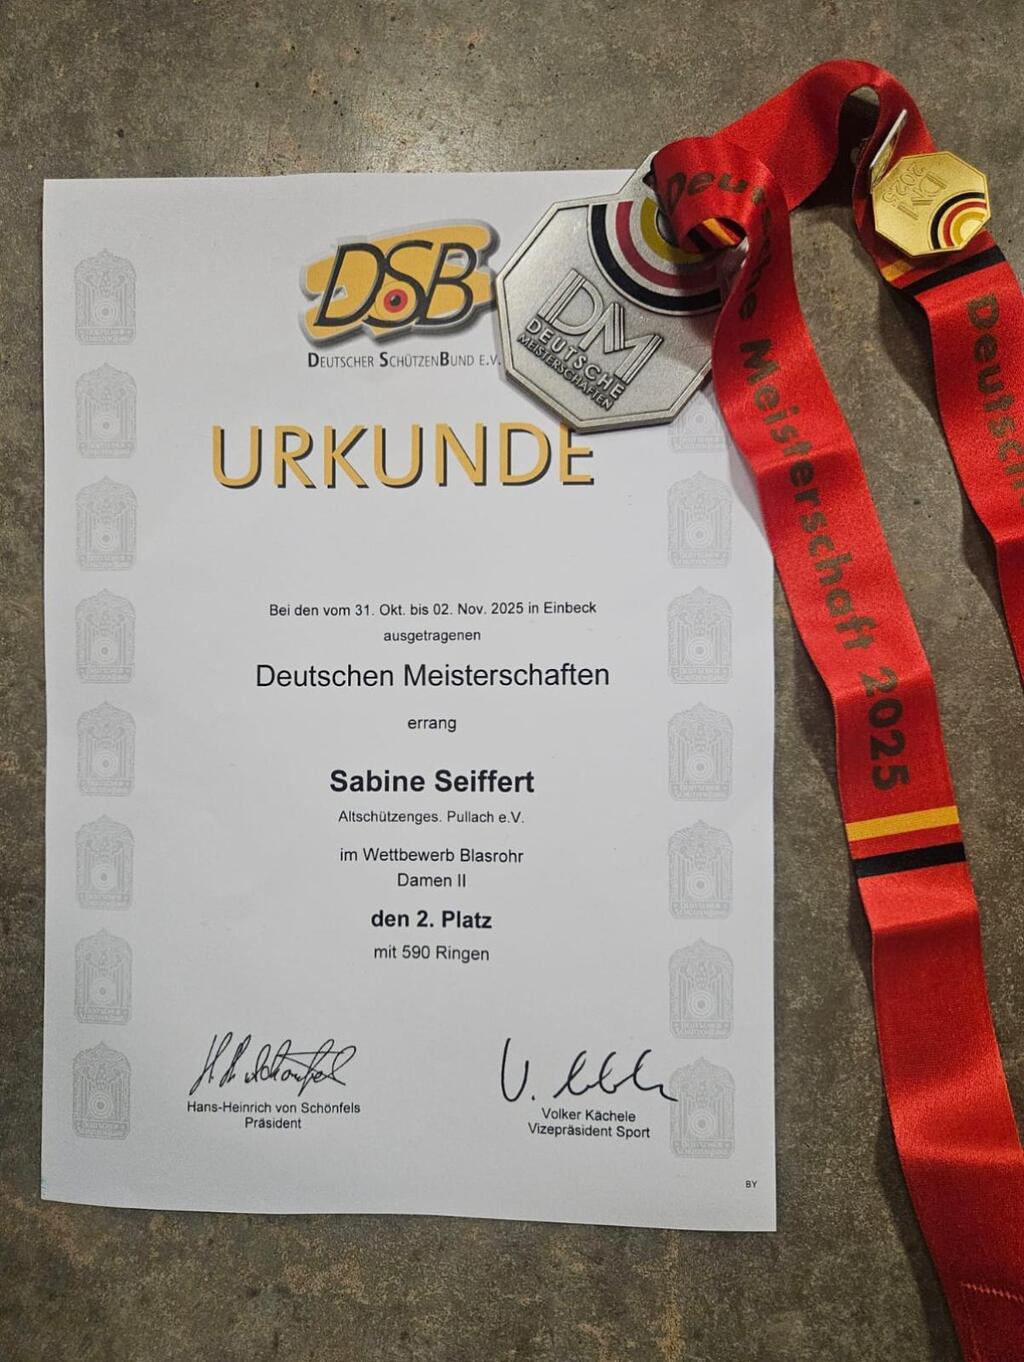 DSB
DEUTSCHER SCHÜTZENBUND E.V.
URKUNDE
Bei den vom 31. Okt. bis 02. Nov. 2025 in Einbeck
ausgetragenen
Deutschen Meisterschaften
errang
Sabine Seiffert
Altschützenges. Pullach e.V.
im Wettbewerb Blasrohr
Damen II
den 2. Platz
mit 590 Ringen
Hans-Heinrich von Schönfels
Präsident
Volker Kächele
Vizepräsident Sport
BY
DM
DEUTSCHE
MEISTERSCHAFTEN
Deutsche Meisterschaft 2025
DM
2025